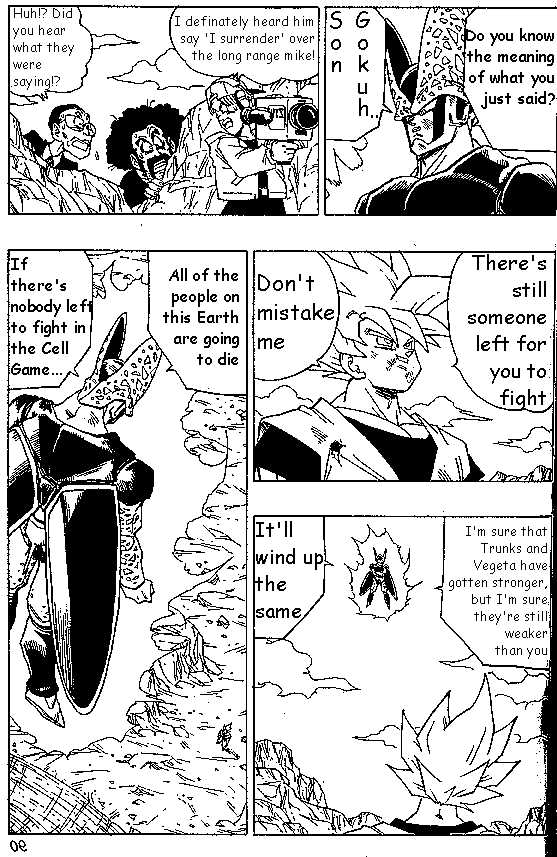 Huh!? Did
you hear
what they
were
saying!?
I definately heard him
say 'I surrender' over
the long range mike!
Son
Gokuh..
Do you know
the meaning
of what you
just said?
If
there's
nobody left
to fight in
the Cell
Game...
All of the
people on
this Earth
are going
to die
Don't
mistake
me
There's
still
someone
left for
you to
fight
It'll
wind up
the
same
I'm sure that
Trunks and
Vegeta have
gotten stronger,
but I'm sure
they're still
weaker
than you
90